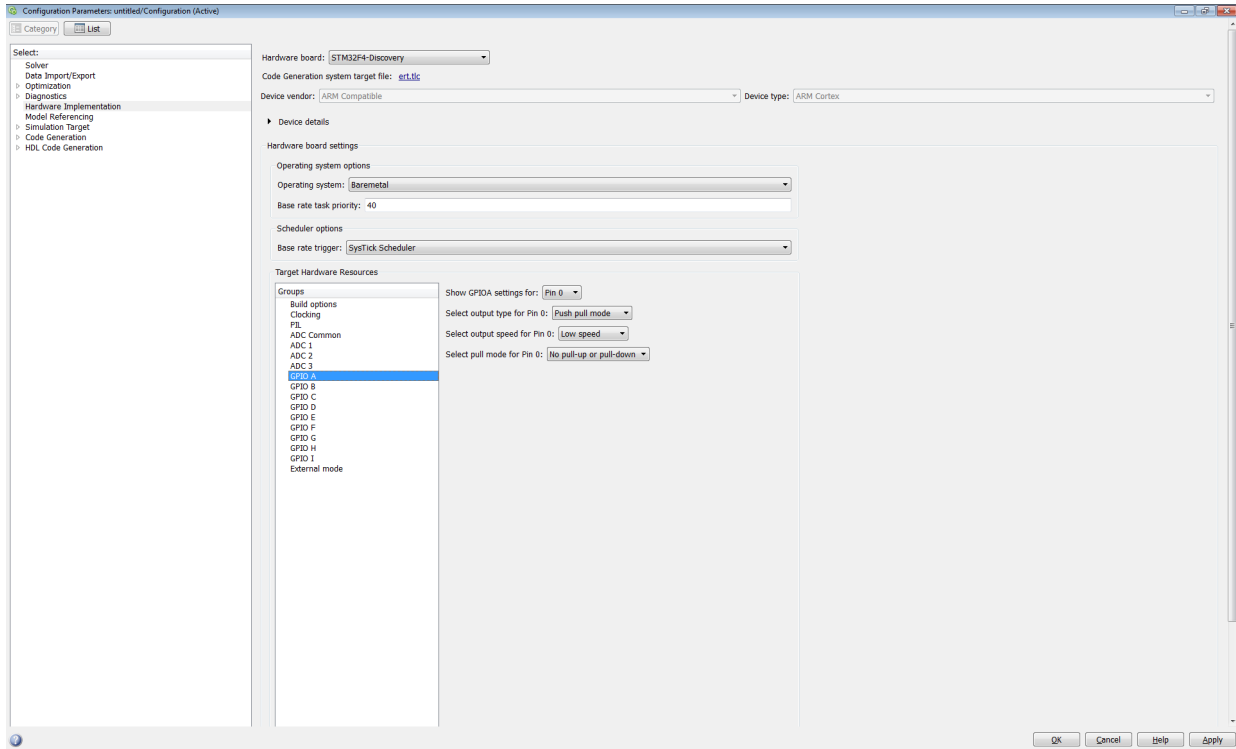 Configuration Parameters: untitled/Configuration (Active)
Category List
Select:
Solver
Data Import/Export
Optimization
Diagnostics
Hardware Implementation
Model Referencing
Simulation Target
Code Generation
HDL Code Generation
Hardware board: STM32F4-Discovery
Code Generation system target file: ert.tlc
Device vendor: ARM Compatible Device type: ARM Cortex
Device details
Hardware board settings
Operating system options
Operating system: Baremetal
Base rate task priority: 40
Scheduler options
Base rate trigger: SysTick Scheduler
Target Hardware Resources
Groups
Build options
Clocking
PIL
ADC Common
ADC 1
ADC 2
ADC 3
GPIO A
GPIO B
GPIO C
GPIO D
GPIO E
GPIO F
GPIO G
GPIO H
GPIO I
External mode
Show GPIOA settings for: Pin 0
Select output type for Pin 0: Push pull mode
Select output speed for Pin 0: Low speed
Select pull mode for Pin 0: No pull-up or pull-down
OK Cancel Help Apply